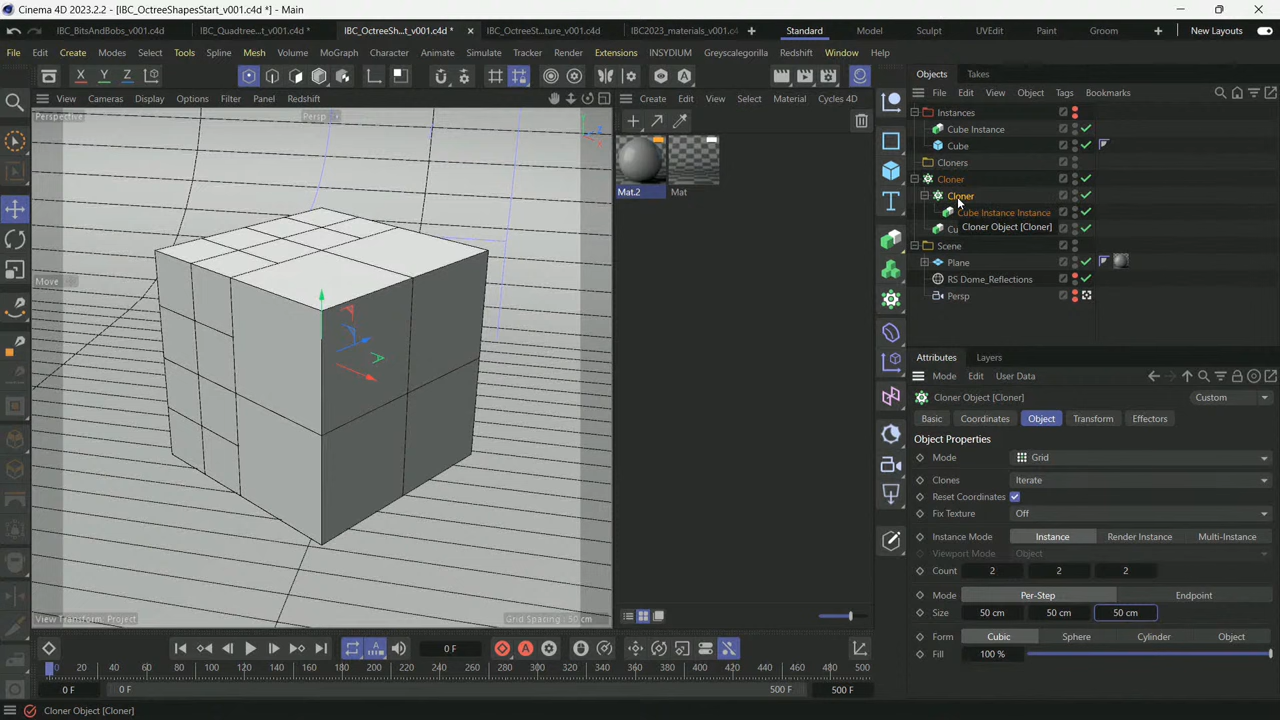 Cinema 4D 2023.2.2 - [IBC_OctreeShapesStart_v001.c4d *] - Main
IBC_BitsAndBobs_v001.c4d
IBC_Quadtree..._v001.c4d *
IBC_OctreeSh...t_v001.c4d *
IBC_OctreeSt...ture_v001.c4d
IBC2023_materials_v001.c4
Standard
Model
Sculpt
UVEdit
Paint
Groom
New Layouts
File Edit Create Modes Select Tools Spline Mesh Volume MoGraph Character Animate Simulate Tracker Render Extensions INSYDIUM Greyscalegorilla Redshift Window Help
X Y Z
View Cameras Display Options Filter Panel Redshift
Create Edit View Select Material Cycles 4D
Perspective
Persp
Move
View Transform: Project
Grid Spacing : 50 cm
Mat.2
Mat
Objects Takes
File Edit View Object Tags Bookmarks
Instances
Cube Instance
Cube
Cloners
Cloner
Cloner
Cube Instance Instance
Cu
Cloner Object [Cloner]
Scene
Plane
RS Dome_Reflections
Persp
Attributes Layers
Mode Edit User Data
Cloner Object [Cloner]
Custom
Basic Coordinates Object Transform Effectors
Object Properties
Mode Grid
Clones Iterate
Reset Coordinates
Fix Texture Off
Instance Mode Instance Render Instance Multi-Instance
Viewport Mode Object
Count 2 2 2
Mode Per-Step Endpoint
Size 50 cm 50 cm 50 cm
Form Cubic Sphere Cylinder Object
Fill 100 %
0 F
0 20 40 60 80 100 120 140 160 180 200 220 240 260 280 300 320 340 360 380 400 420 440 460 480 500
0 F
0 F
500 F
500 F
Cloner Object [Cloner]